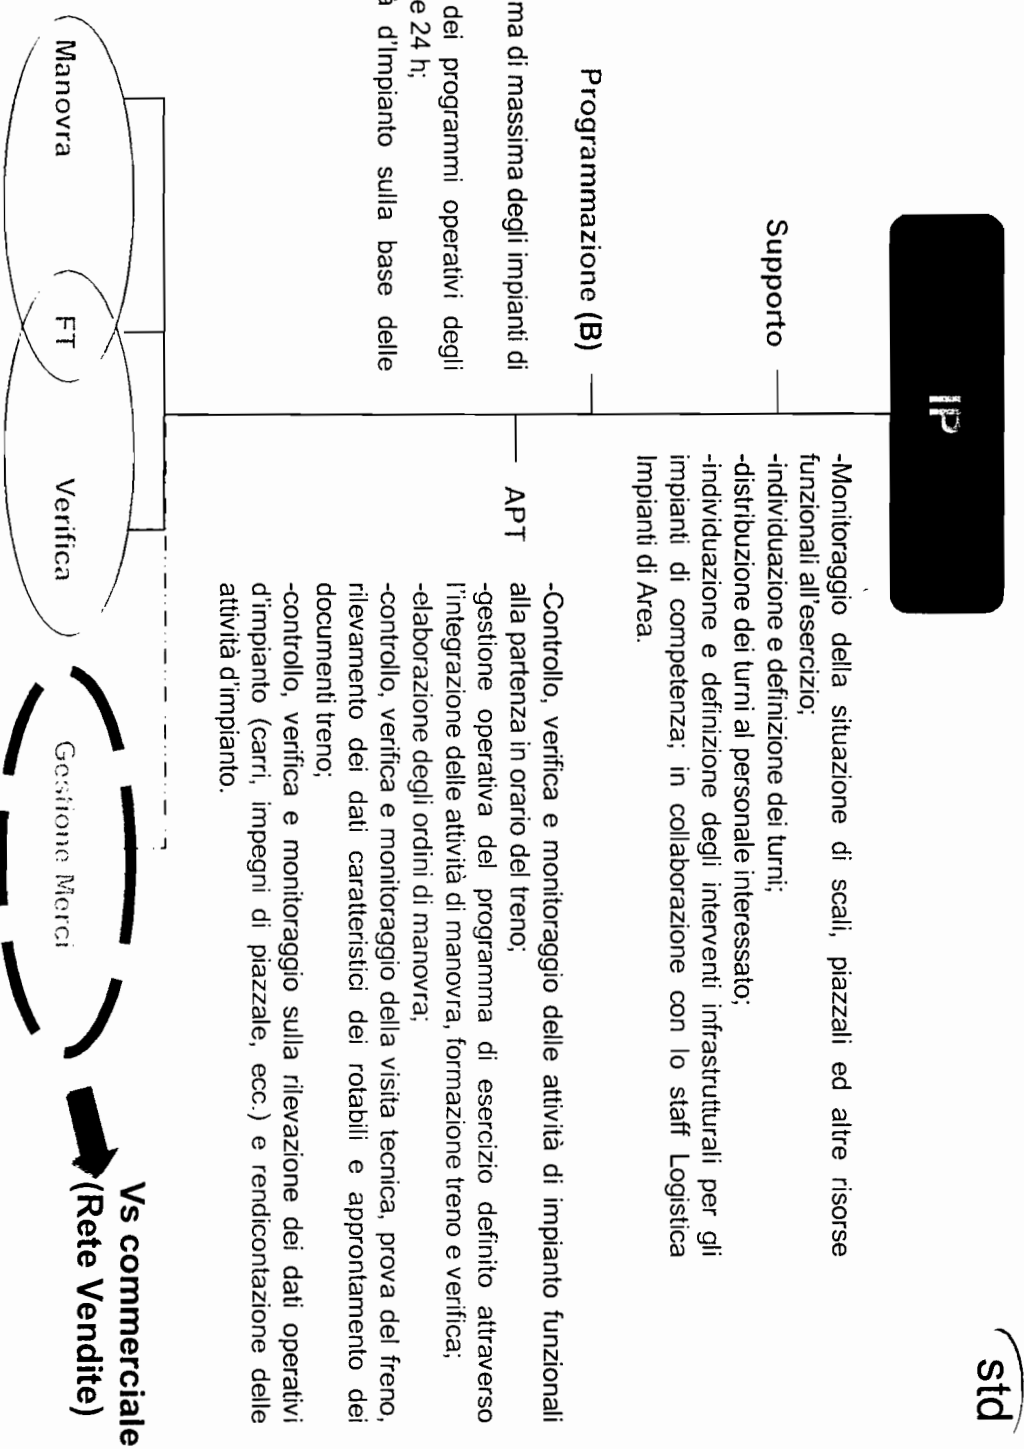 std
IP
Supporto
-Monitoraggio della situazione di scali, piazzali ed altre risorse
funzionali all'esercizio;
-individuazione e definizione dei turni;
-distribuzione dei turni al personale interessato;
-individuazione e definizione degli interventi infrastrutturali per gli
impianti di competenza; in collaborazione con lo staff Logistica
Impianti di Area.
Programmazione (B)
ma di massima degli impianti di
dei programmi operativi degli
e 24 h;
à d'Impianto sulla base delle
APT
-Controllo, verifica e monitoraggio delle attività di impianto funzionali
alla partenza in orario del treno;
-gestione operativa del programma di esercizio definito attraverso
l'integrazione delle attività di manovra, formazione treno e verifica;
-elaborazione degli ordini di manovra;
-controllo, verifica e monitoraggio della visita tecnica, prova del freno,
rilevamento dei dati caratteristici dei rotabili e approntamento dei
documenti treno;
-controllo, verifica e monitoraggio sulla rilevazione dei dati operativi
d'impianto (carri, impegni di piazzale, ecc.) e rendicontazione delle
attività d'impianto.
Manovra
FT
Verifica
Gestione Merci
Vs commerciale
(Rete Vendite)